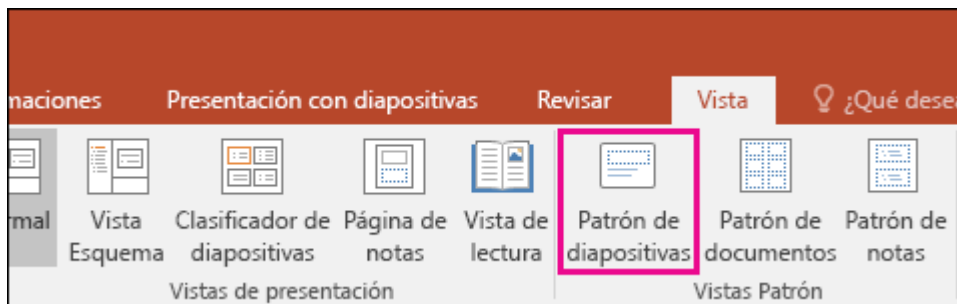 maciones Presentación con diapositivas Revisar Vista ¿Qué dese
rmal Vista Clasificador de Página de Vista de Patrón de Patrón de Patrón de
Esquema diapositivas notas lectura diapositivas documentos notas
Vistas de presentación Vistas Patrón